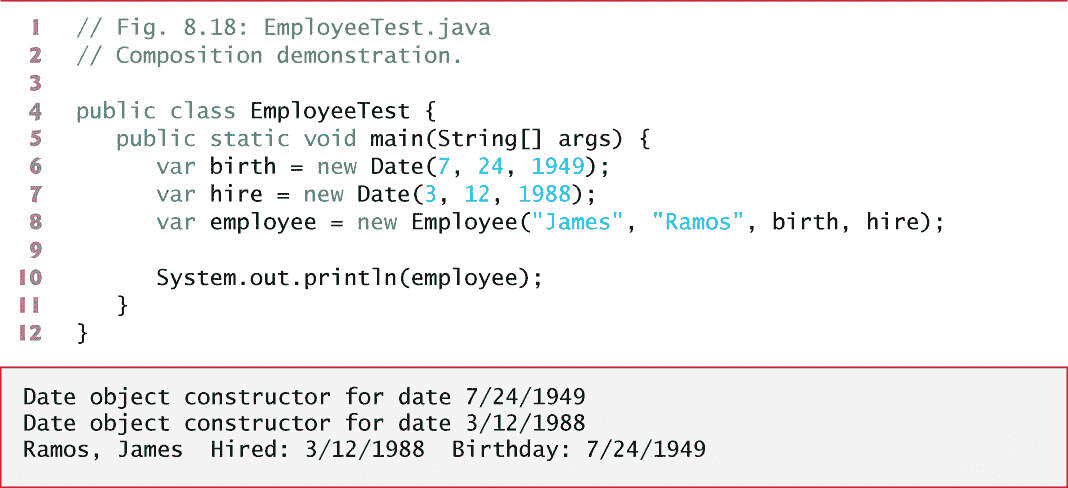 1 // Fig. 8.18: EmployeeTest.java
2 // Composition demonstration.
3
4 public class EmployeeTest {
5 public static void main(String[] args) {
6 var birth = new Date(7, 24, 1949);
7 var hire = new Date(3, 12, 1988);
8 var employee = new Employee("James", "Ramos", birth, hire);
9
10 System.out.println(employee);
11 }
12 }
Date object constructor for date 7/24/1949
Date object constructor for date 3/12/1988
Ramos, James  Hired: 3/12/1988  Birthday: 7/24/1949